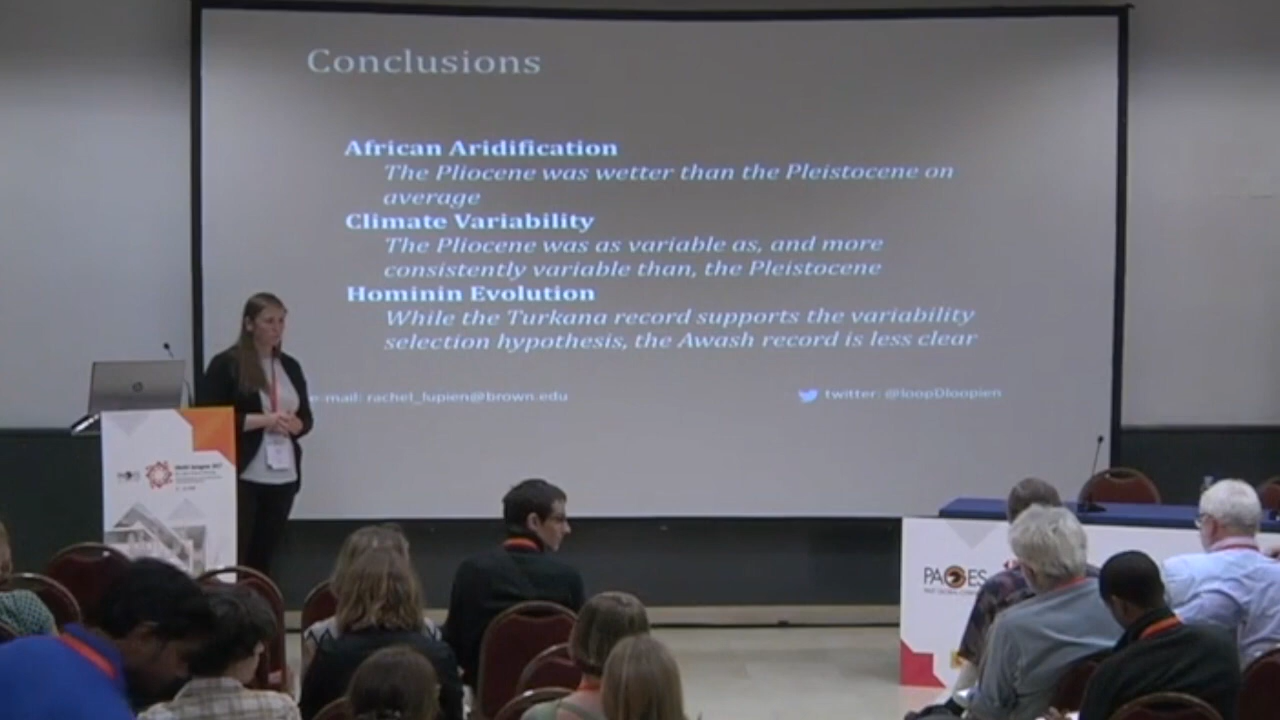 Conclusions
African Aridification
The Pliocene was wetter than the Pleistocene on
average
Climate Variability
The Pliocene was as variable as, and more
consistently variable than, the Pleistocene
Hominin Evolution
While the Turkana record supports the variability
selection hypothesis, the Awash record is less clear
e-mail: rachel_lupien@brown.edu
twitter: @loopDloopien
PAGES